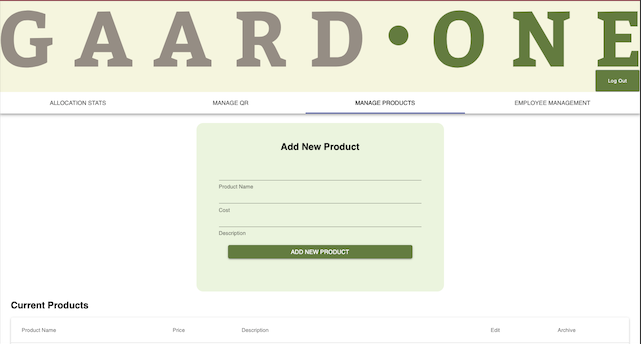 GAARD•ONE
Log Out
ALLOCATION STATS MANAGE QR MANAGE PRODUCTS EMPLOYEE MANAGEMENT
Add New Product
Product Name
Cost
Description
ADD NEW PRODUCT
Current Products
Product Name Price Description Edit Archive